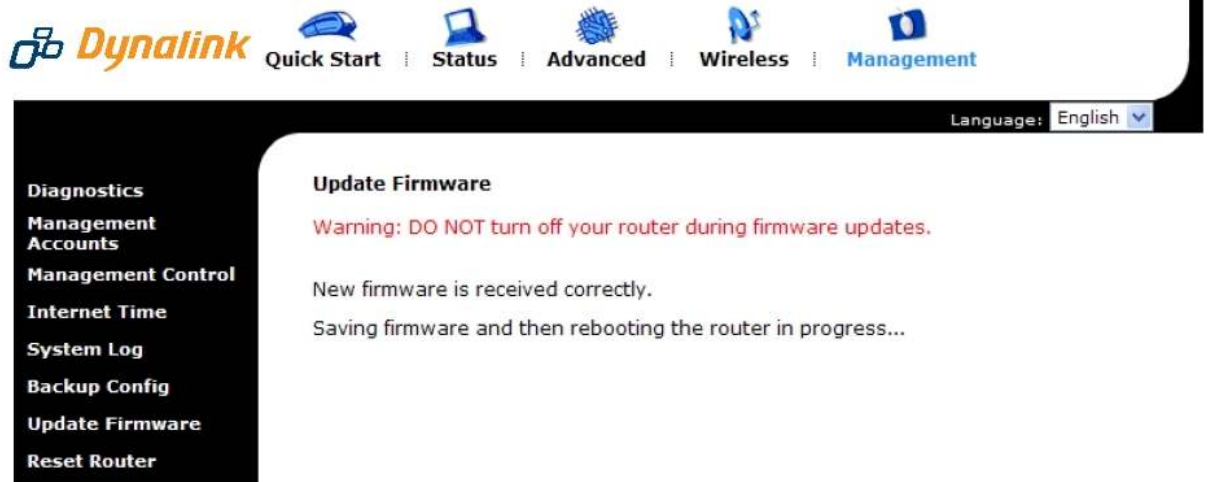 Dynalink
Quick Start Status Advanced Wireless Management
Language: English
Diagnostics
Management
Accounts
Management Control
Internet Time
System Log
Backup Config
Update Firmware
Reset Router
Update Firmware
Warning: DO NOT turn off your router during firmware updates.
New firmware is received correctly.
Saving firmware and then rebooting the router in progress...